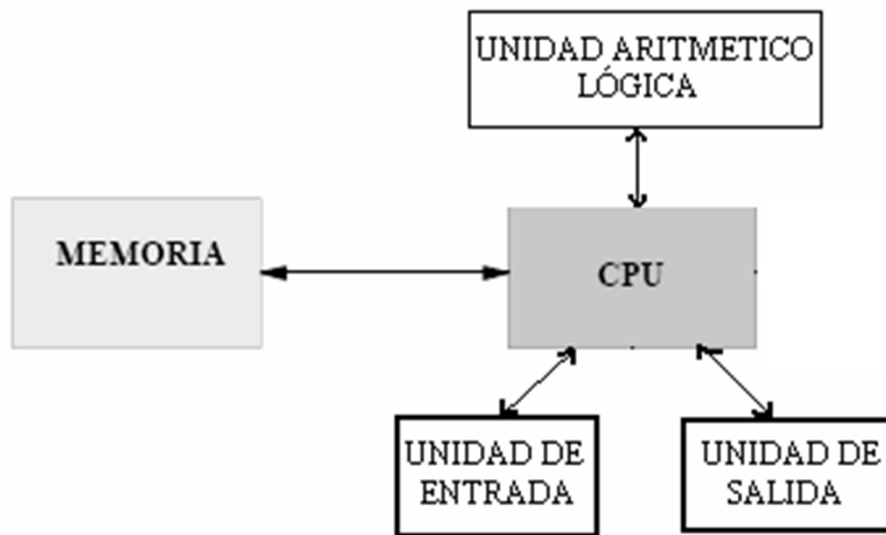 UNIDAD ARITMETICO
LÓGICA
MEMORIA
CPU
UNIDAD DE
ENTRADA
UNIDAD DE
SALIDA